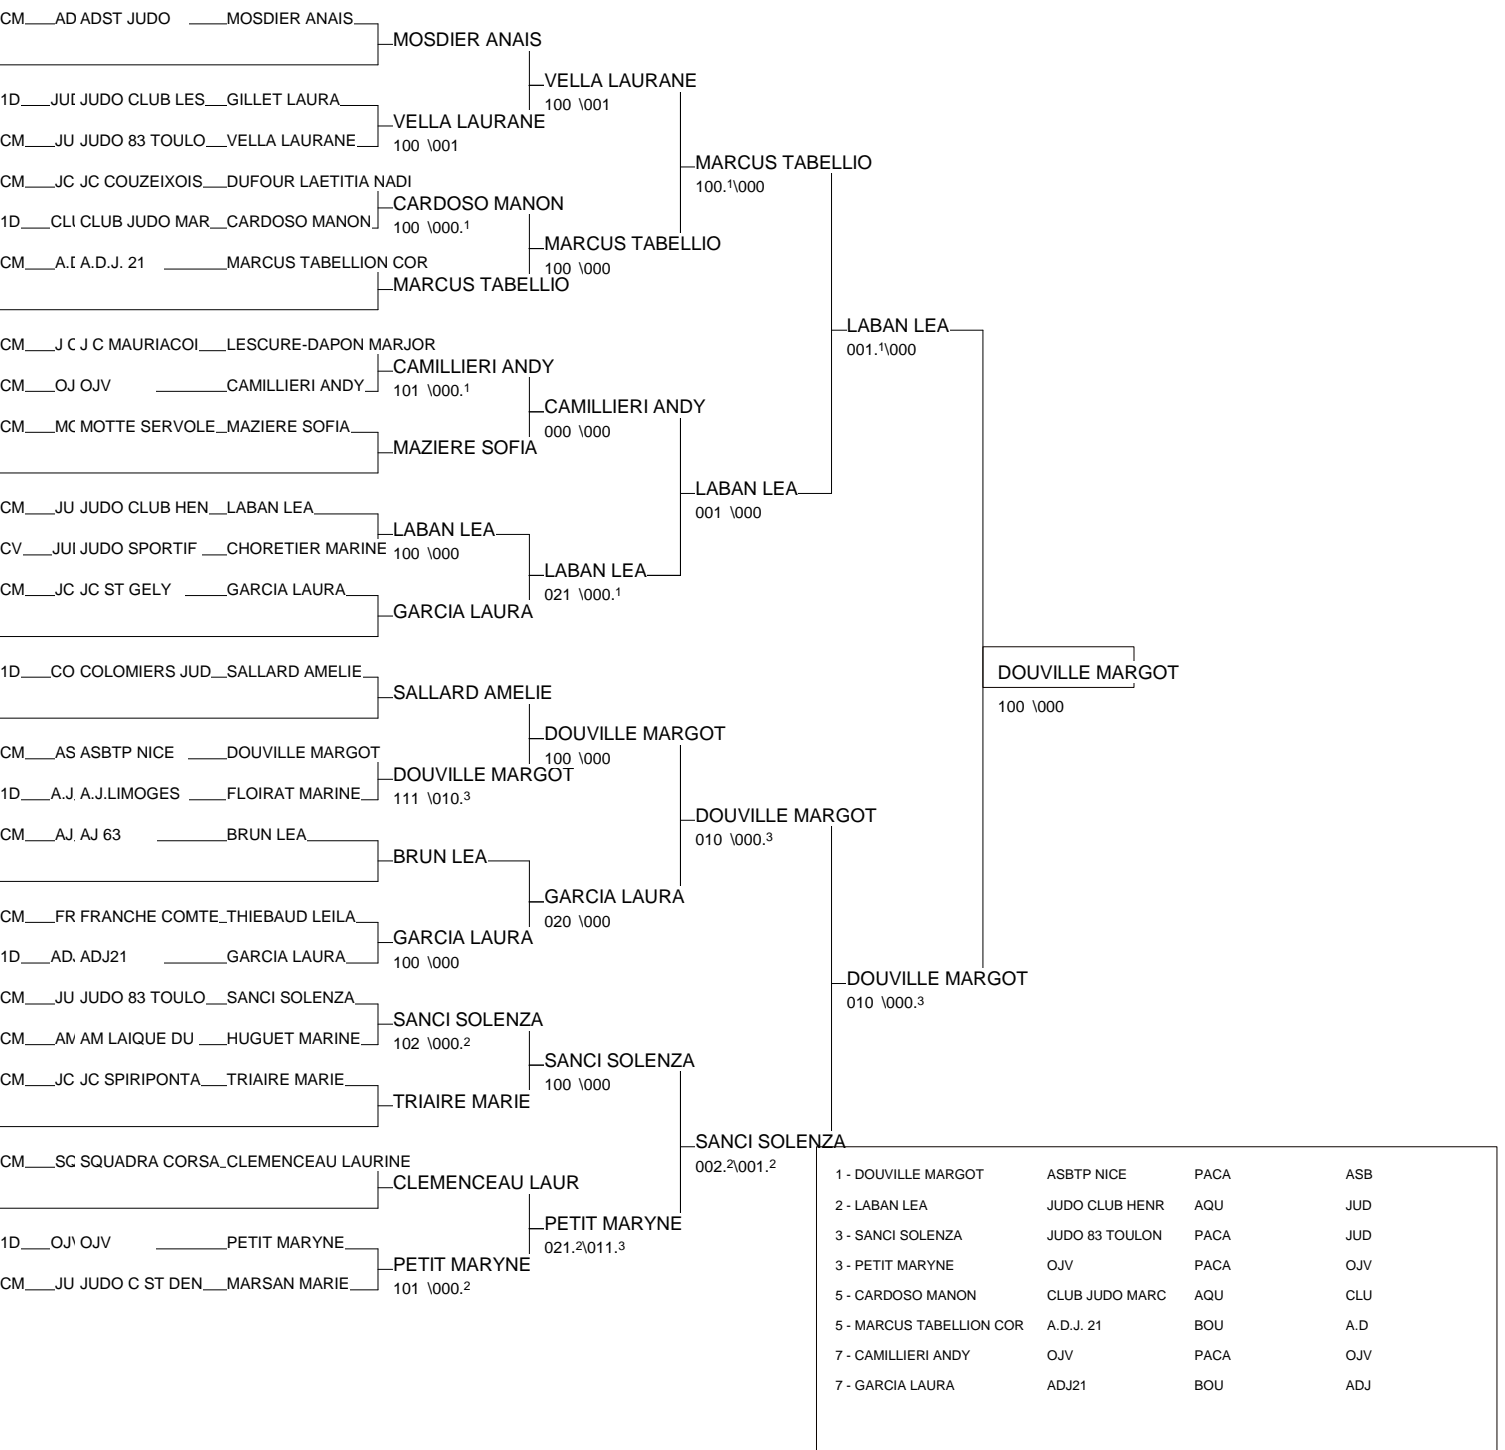 CM AD ADST JUDO MOSDIER ANAIS
MOSDIER ANAIS
VELLA LAURANE
100 \001
1D JUI JUDO CLUB LES GILLET LAURA
VELLA LAURANE
100 \001
CM JU JUDO 83 TOULO VELLA LAURANE
MARCUS TABELLIO
100.1\000
CM JC JC COUZEIXOIS DUFOUR LAETITIA NADI
CARDOSO MANON
100 \000.1
1D CLI CLUB JUDO MAR CARDOSO MANON
MARCUS TABELLIO
100 \000
CM A.I A.D.J. 21 MARCUS TABELLION COR
MARCUS TABELLIO
LABAN LEA
001.1\000
CM J C J C MAURIACOI LESCURE-DAPON MARJOR
CAMILLIERI ANDY
101 \000.1
CM OJ OJV CAMILLIERI ANDY
CAMILLIERI ANDY
000 \000
CM MC MOTTE SERVOLE MAZIERE SOFIA
MAZIERE SOFIA
LABAN LEA
001 \000
CM JU JUDO CLUB HEN LABAN LEA
LABAN LEA
100 \000
CV JUI JUDO SPORTIF CHORETIER MARINE
LABAN LEA
021 \000.1
CM JC JC ST GELY GARCIA LAURA
GARCIA LAURA
DOUVILLE MARGOT
100 \000
1D CO COLOMIERS JUD SALLARD AMELIE
SALLARD AMELIE
DOUVILLE MARGOT
100 \000
CM AS ASBTP NICE DOUVILLE MARGOT
DOUVILLE MARGOT
111 \010.3
1D A.J. A.J.LIMOGES FLOIRAT MARINE
DOUVILLE MARGOT
010 \000.3
CM AJ AJ 63 BRUN LEA
BRUN LEA
GARCIA LAURA
020 \000
CM FR FRANCHE COMTE THIEBAUD LEILA
GARCIA LAURA
100 \000
1D ADJ ADJ21 GARCIA LAURA
DOUVILLE MARGOT
010 \000.3
CM JU JUDO 83 TOULO SANCI SOLENZA
SANCI SOLENZA
102 \000.2
CM AM AM LAIQUE DU HUGUET MARINE
SANCI SOLENZA
100 \000
CM JC JC SPIRIPONTA TRIAIRE MARIE
TRIAIRE MARIE
SANCI SOLENZA
002.2\001.2
CM SQ SQUADRA CORSA CLEMENCEAU LAURINE
CLEMENCEAU LAUR
PETIT MARYNE
021.2\011.3
1D OJV OJV PETIT MARYNE
PETIT MARYNE
101 \000.2
CM JU JUDO C ST DEN MARSAN MARIE
1 - DOUVILLE MARGOT ASBTP NICE PACA ASB
2 - LABAN LEA JUDO CLUB HENR AQU JUD
3 - SANCI SOLENZA JUDO 83 TOULON PACA JUD
3 - PETIT MARYNE OJV PACA OJV
5 - CARDOSO MANON CLUB JUDO MARC AQU CLU
5 - MARCUS TABELLION COR A.D.J. 21 BOU A.D
7 - CAMILLIERI ANDY OJV PACA OJV
7 - GARCIA LAURA ADJ21 BOU ADJ